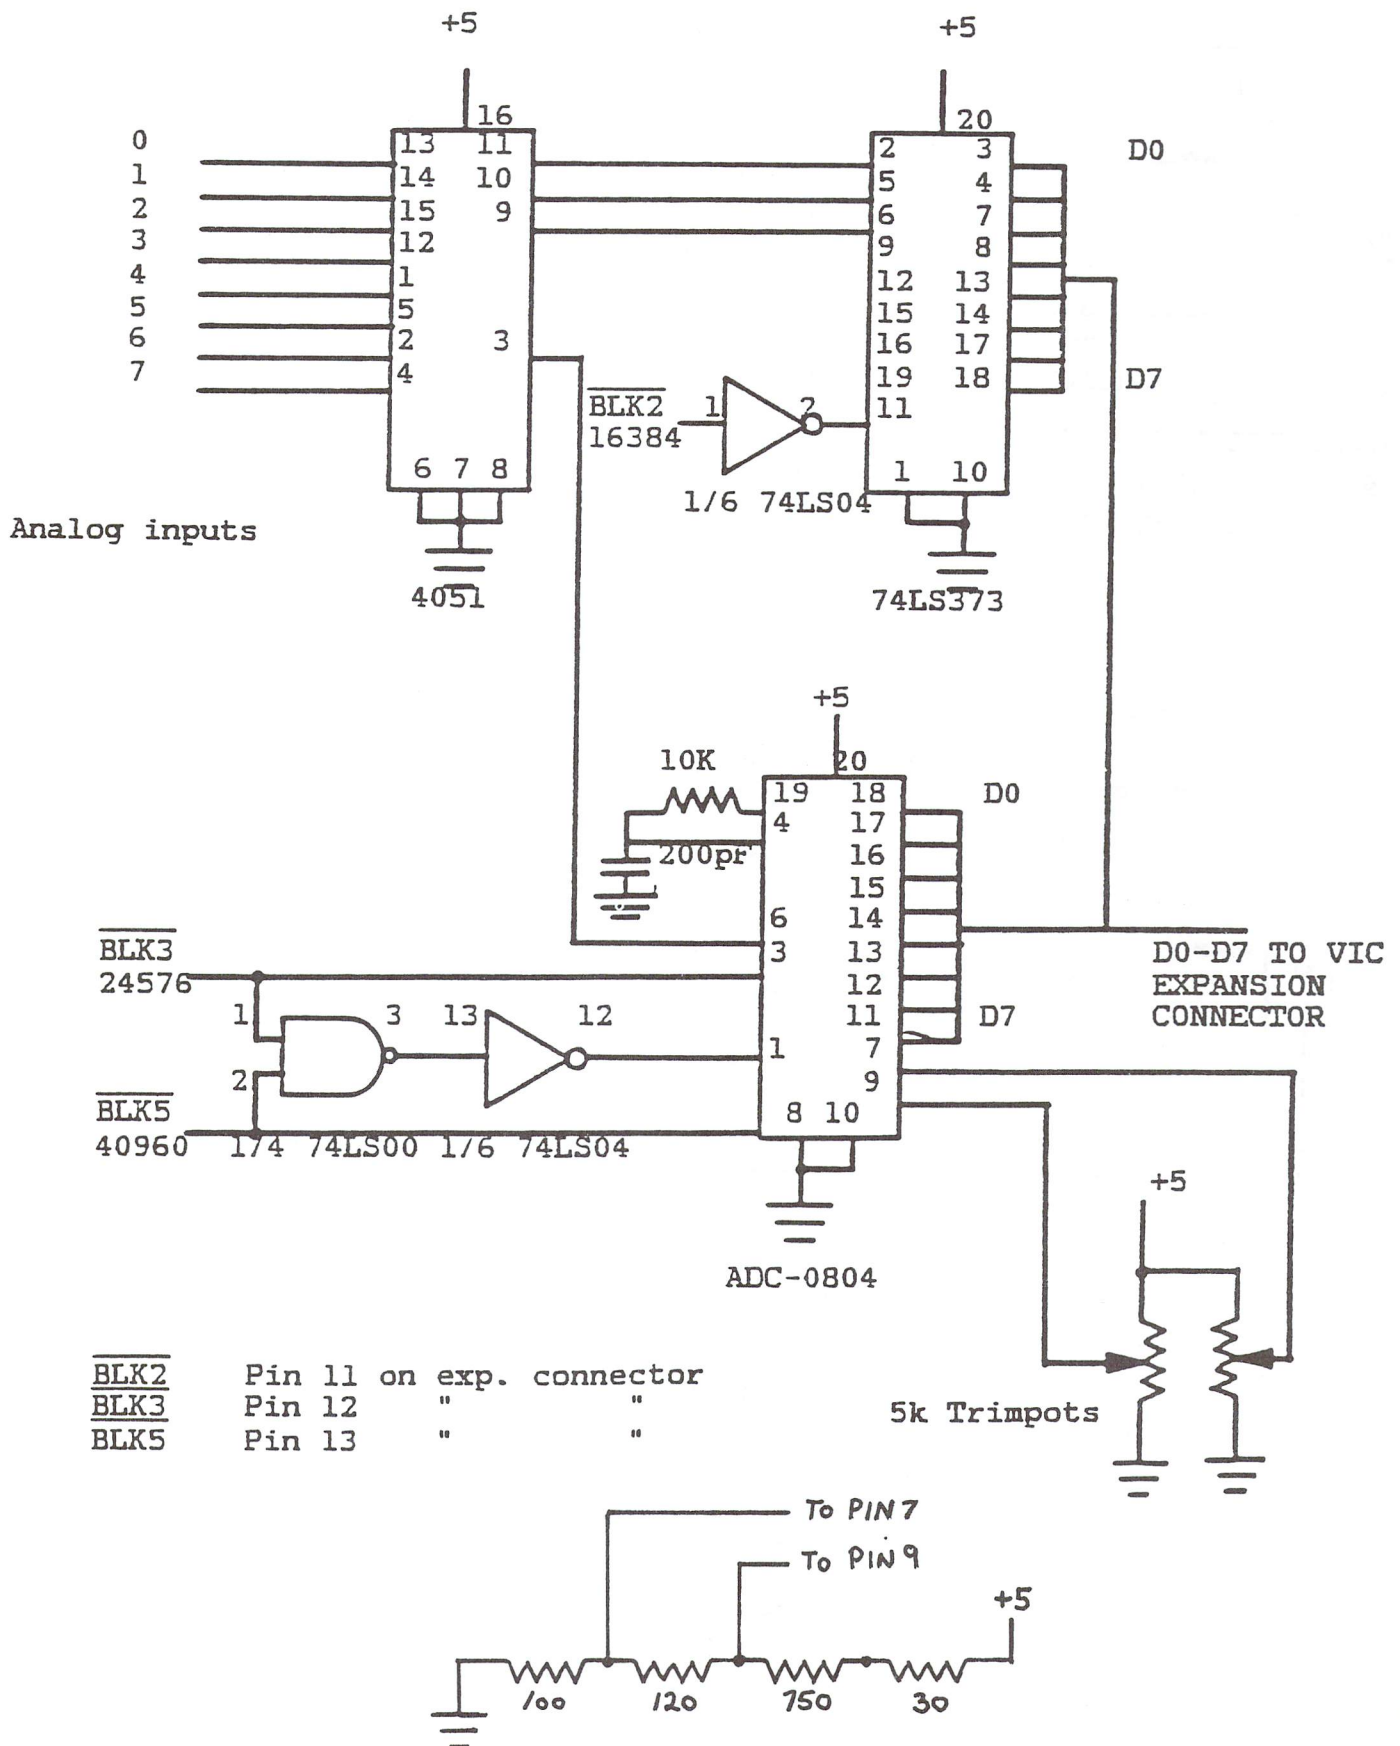 +5
+5
16
20
0
13 11
2 3
D0
1
14 10
5 4
2
15 9
6 7
3
12
9 8
4
1
12 13
5
5
15 14
6
2 3
16 17
7
4
19 18
D7
BLK2
1
2
11
16384
6 7 8
1 10
1/6 74LS04
Analog inputs
4051
74LS373
+5
20
10K
19 18
D0
4 17
200pF
16
15
6 14
BLK3
3 13
D0-D7 TO VIC
24576
12
EXPANSION
1
3
13
12
11
D7
CONNECTOR
1 7
2
9
BLK5
8 10
40960 1/4 74LS00 1/6 74LS04
+5
ADC-0804
BLK2 Pin 11 on exp. connector
BLK3 Pin 12 " "
BLK5 Pin 13 " "
5k Trimpots
TO PIN 7
TO PIN 9
+5
100 120 750 30